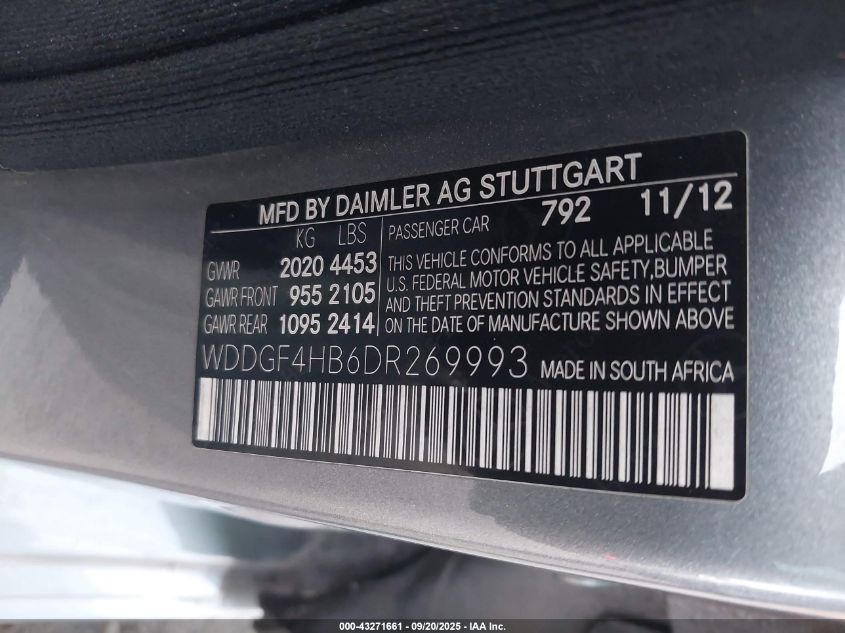 MFD BY DAIMLER AG STUTTGART
KG LBS PASSENGER CAR 792 11/12
GVWR 2020 4453 THIS VEHICLE CONFORMS TO ALL APPLICABLE
U.S. FEDERAL MOTOR VEHICLE SAFETY,BUMPER
GAWR FRONT 955 2105 AND THEFT PREVENTION STANDARDS IN EFFECT
GAWR REAR 1095 2414 ON THE DATE OF MANUFACTURE SHOWN ABOVE
WDDGF4HB6DR269993 MADE IN SOUTH AFRICA
000-43271661 - 09/20/2025 - IAA Inc.